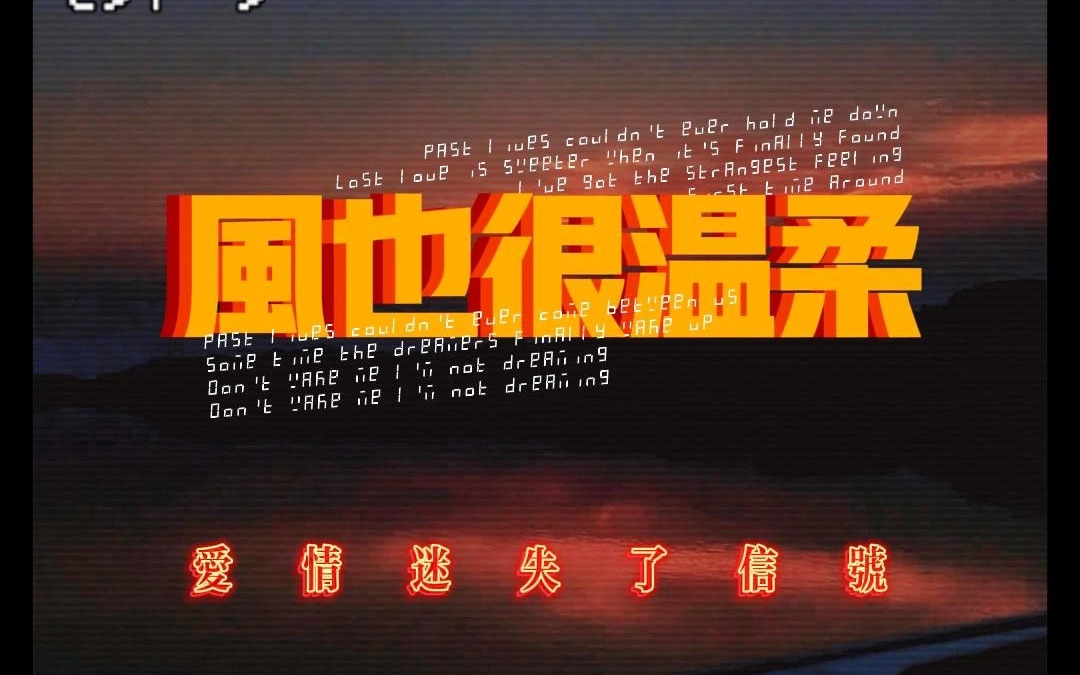 Past lives couldn't ever hold me down
Lost love is sweeter when it's finally found
I've got the strangest feeling
first time around
風也很温柔
Past lives couldn't ever come between us
Some time the dreamers finally wake up
Don't wake me I'm not dreaming
Don't wake me I'm not dreaming
愛情迷失了信號